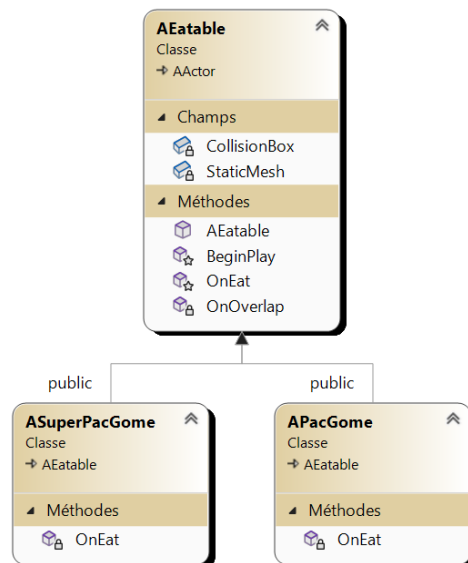 AEatable
Classe
AActor
Champs
CollisionBox
StaticMesh
Méthodes
AEatable
BeginPlay
OnEat
OnOverlap
public
public
ASuperPacGome
Classe
AEatable
Méthodes
OnEat
APacGome
Classe
AEatable
Méthodes
OnEat